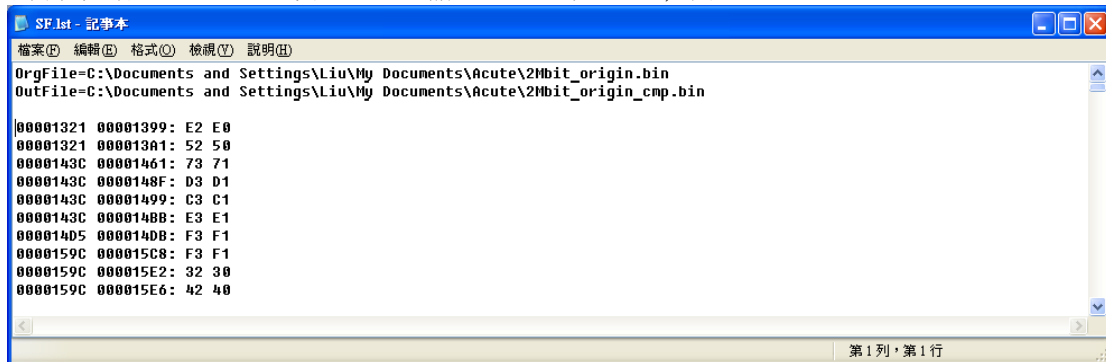 SF.lst - 記事本
檔案(F) 編輯(E) 格式(O) 檢視(V) 說明(H)
OrgFile=C:\Documents and Settings\Liu\My Documents\Acute\2Mbit_origin.bin
OutFile=C:\Documents and Settings\Liu\My Documents\Acute\2Mbit_origin_cmp.bin
00001321 00001399: E2 E0
00001321 000013A1: 52 50
0000143C 00001461: 73 71
0000143C 0000148F: D3 D1
0000143C 00001499: C3 C1
0000143C 000014BB: E3 E1
000014D5 000014DB: F3 F1
0000159C 000015C8: F3 F1
0000159C 000015E2: 32 30
0000159C 000015E6: 42 40
第 1 列，第 1 行